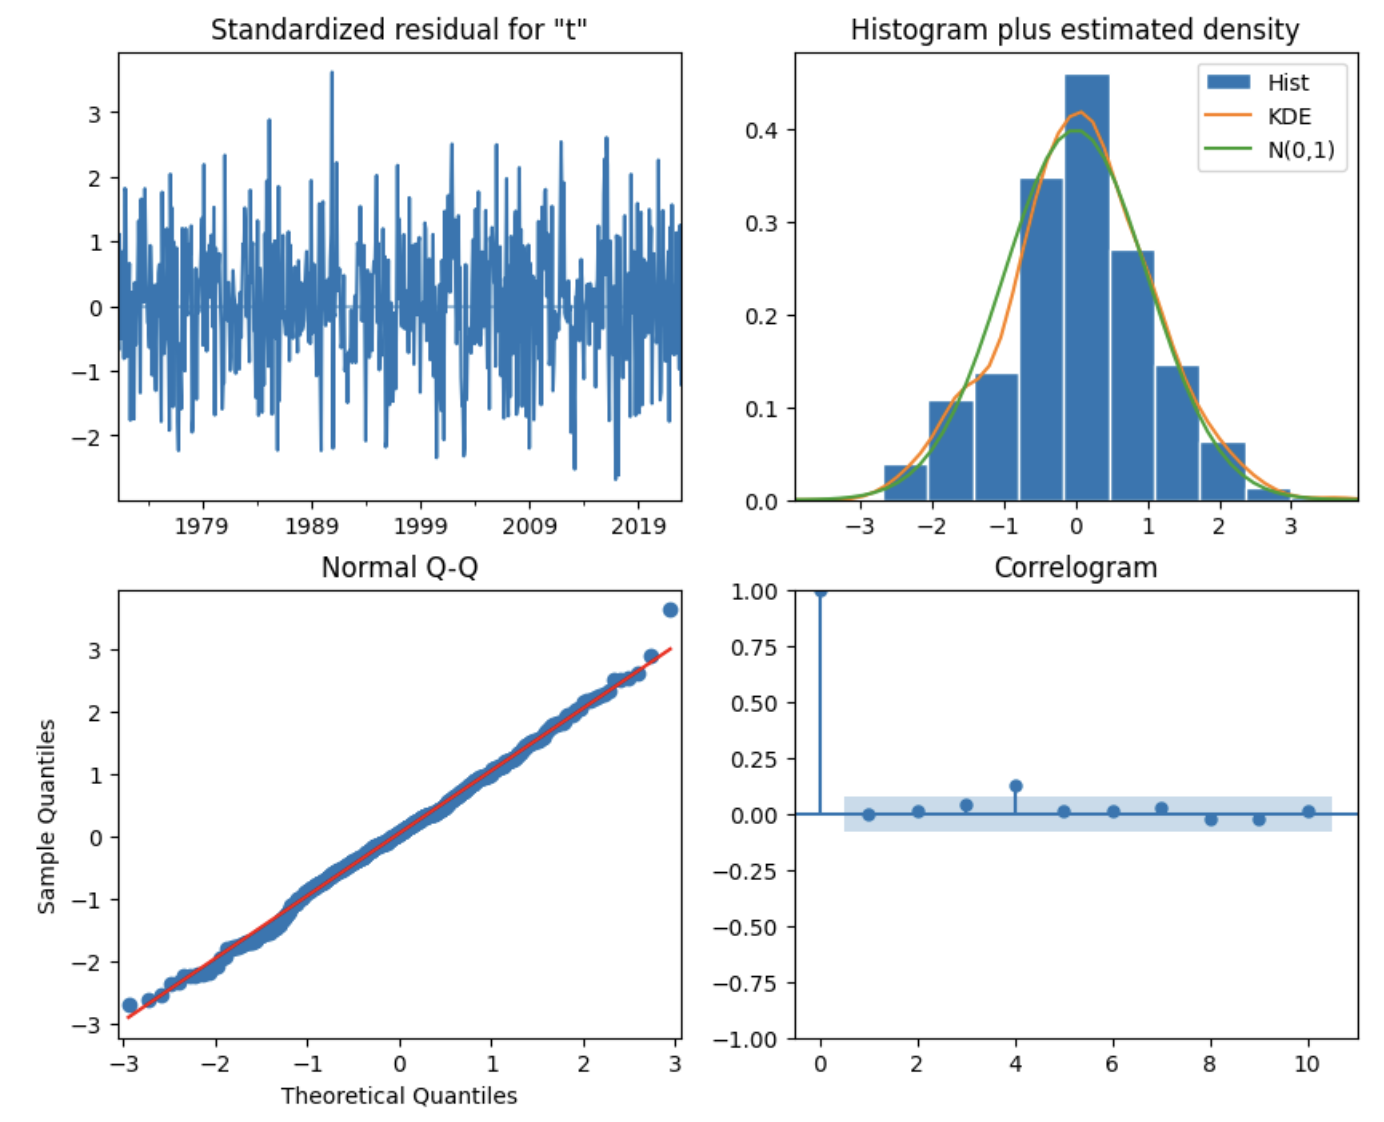 Standardized residual for "t"
3
2
1
0
−1
−2
1979 1989 1999 2009 2019
Histogram plus estimated density
Hist
KDE
N(0,1)
0.4
0.3
0.2
0.1
0.0
−3 −2 −1 0 1 2 3
Normal Q-Q
Sample Quantiles
3
2
1
0
−1
−2
−3
−3 −2 −1 0 1 2 3
Theoretical Quantiles
Correlogram
1.00
0.75
0.50
0.25
0.00
−0.25
−0.50
−0.75
−1.00
0 2 4 6 8 10